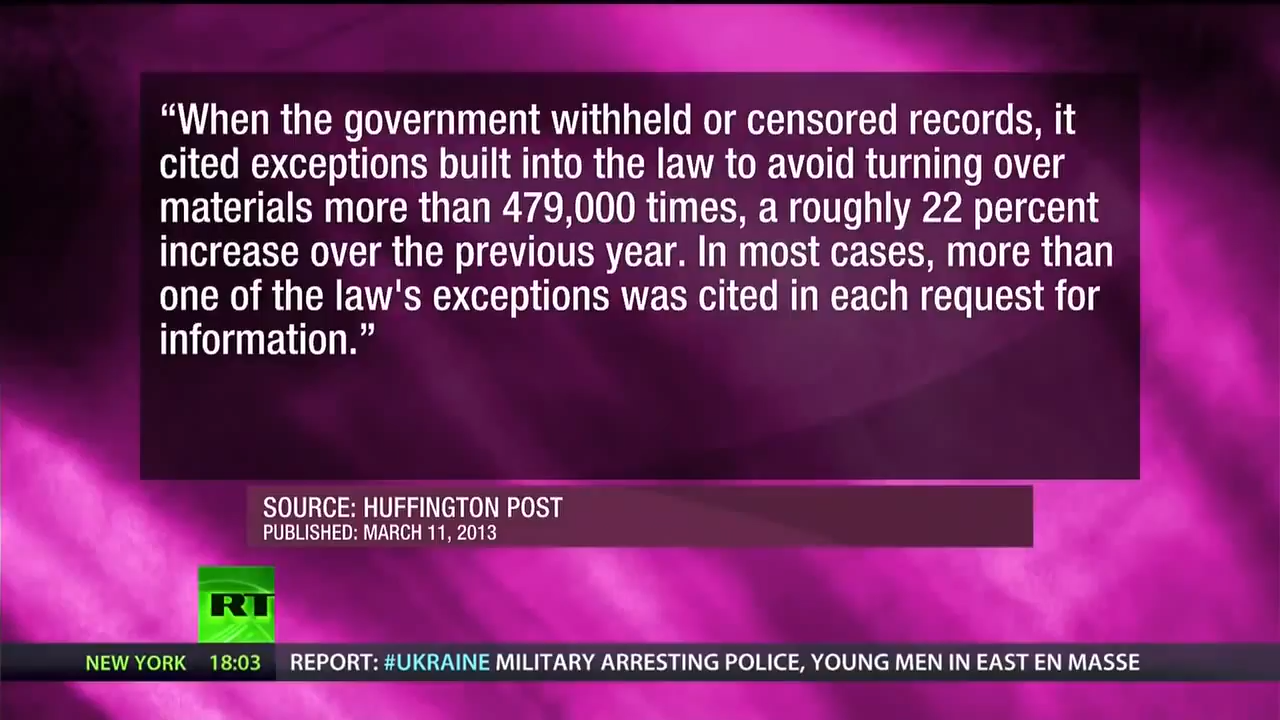 “When the government withheld or censored records, it
cited exceptions built into the law to avoid turning over
materials more than 479,000 times, a roughly 22 percent
increase over the previous year. In most cases, more than
one of the law's exceptions was cited in each request for
information.”
SOURCE: HUFFINGTON POST
PUBLISHED: MARCH 11, 2013
RT
NEW YORK 18:03 REPORT: #UKRAINE MILITARY ARRESTING POLICE, YOUNG MEN IN EAST EN MASSE